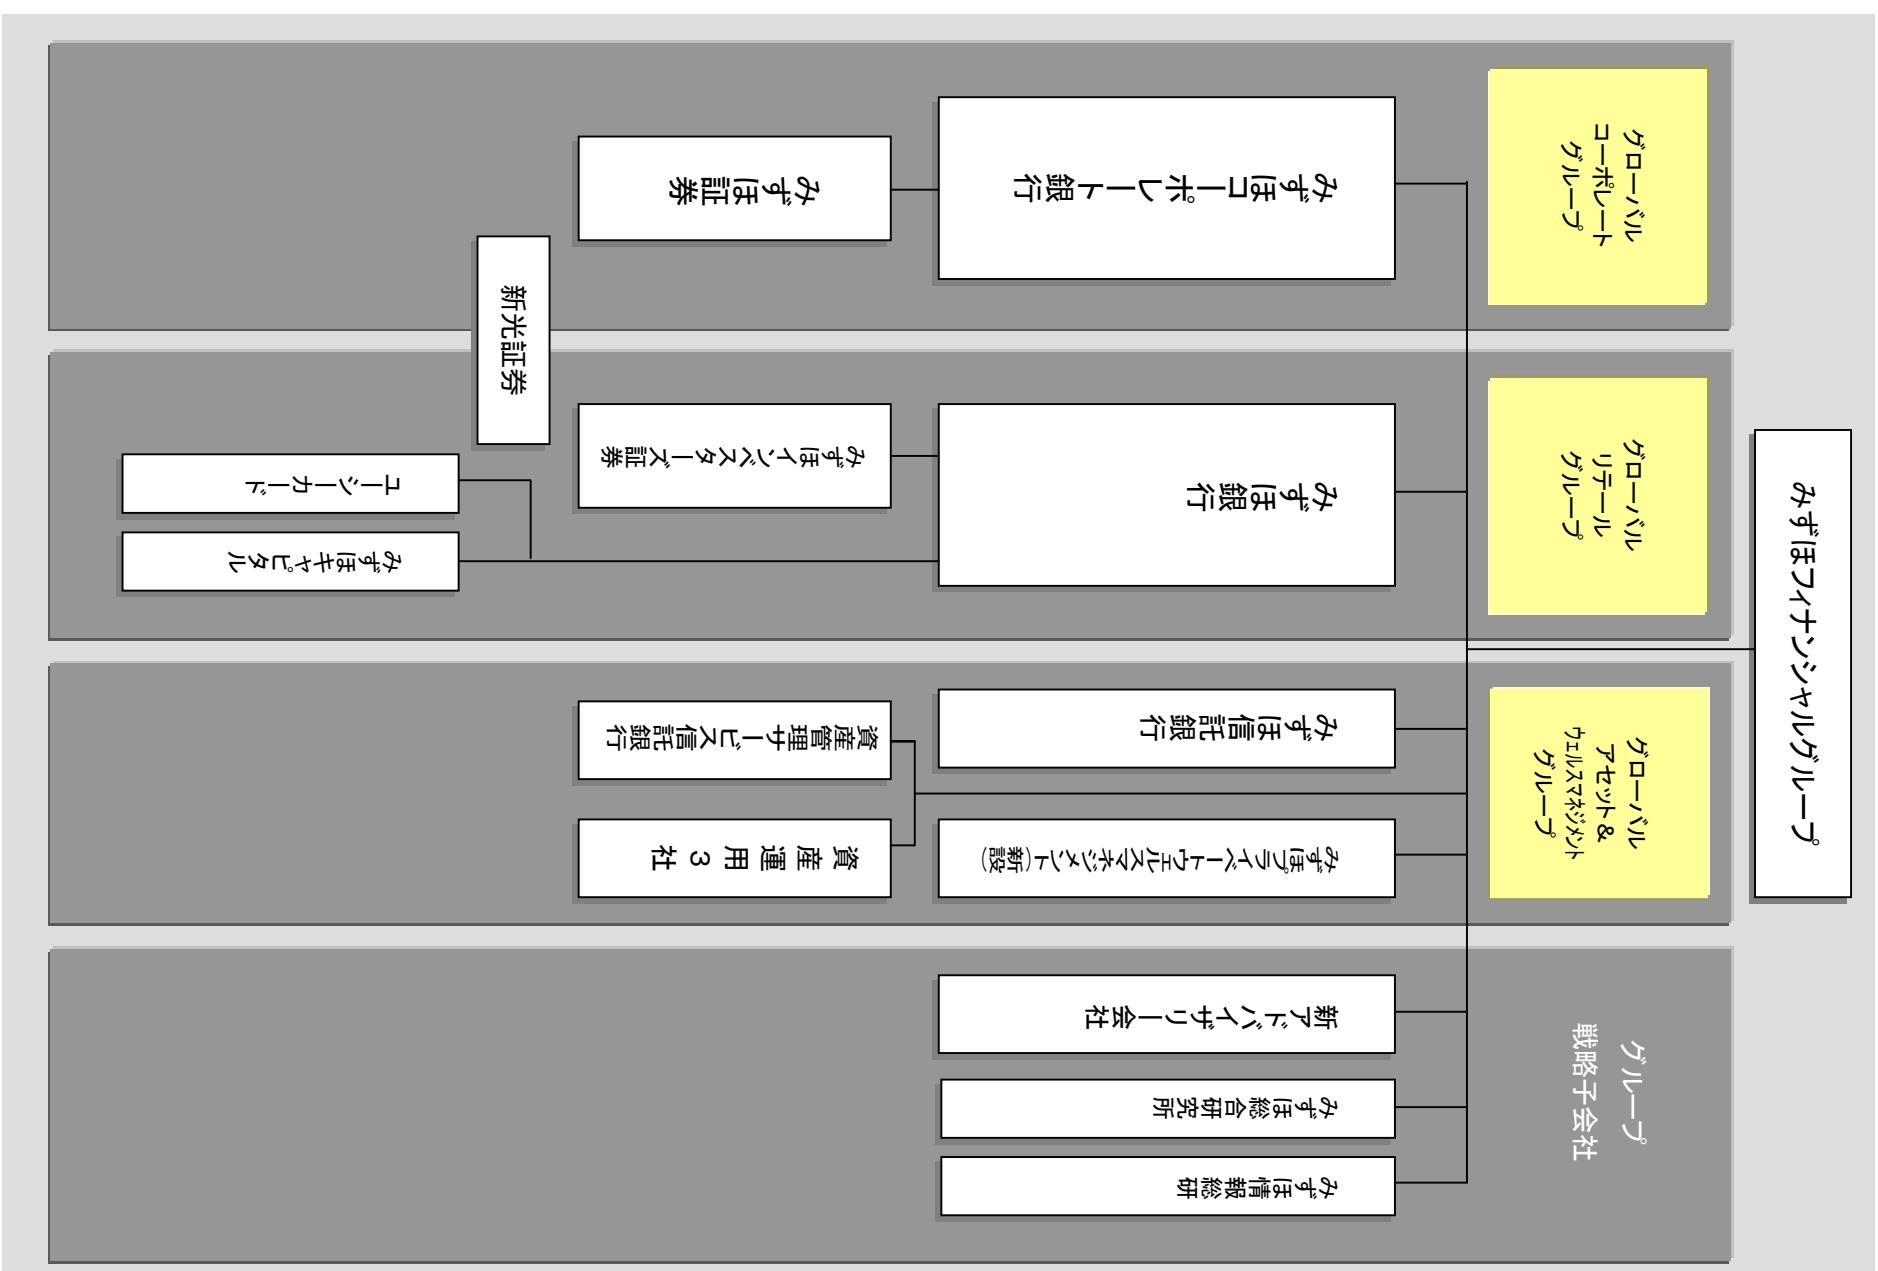 みずほフィナンシャルグループ
グローバル
コーポレート
グループ
みずほコーポレート銀行
みずほ証券
新光証券
グローバル
リテール
グループ
みずほ銀行
みずほインベスターズ証券
ユーシーカード
みずほキャピタル
グローバル
アセット&
ウェルスマネジメント
グループ
みずほ信託銀行
資産管理サービス信託銀行
みずほプライベートウェルスマネジメント(新設)
資産運用3社
グループ
戦略子会社
新アドバイザリー会社
みずほ総合研究所
みずほ情報総研